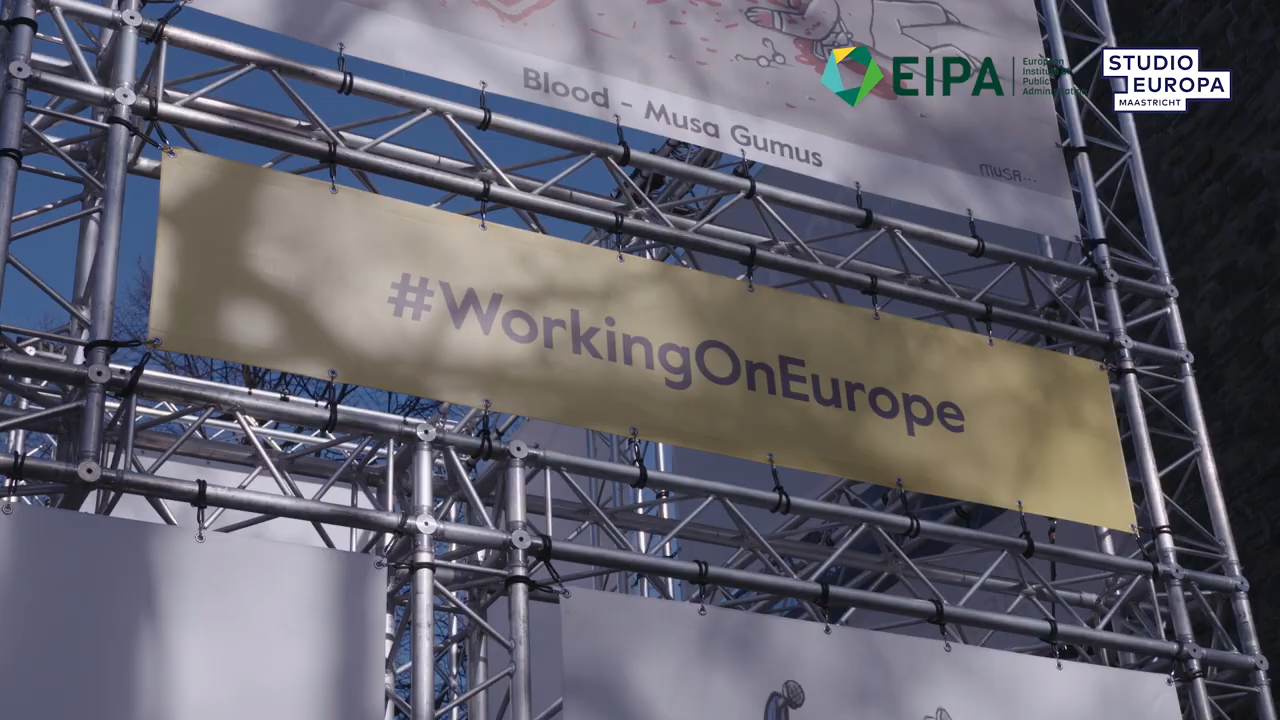 Blood - Musa Gumus
MUSA...
EIPA
European
Institute of
Public
Administration
STUDIO
EUROPA
MAASTRICHT
#WorkingOnEurope